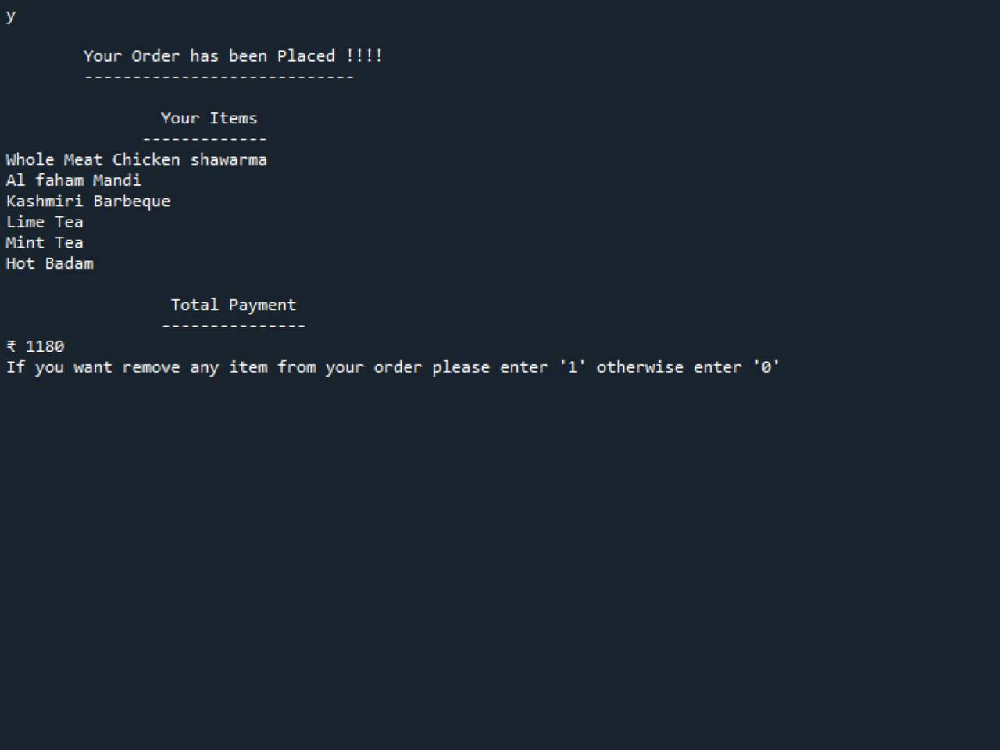 y
Your Order has been Placed !!!!
----------------------------
Your Items
-------------
Whole Meat Chicken shawarma
Al faham Mandi
Kashmiri Barbeque
Lime Tea
Mint Tea
Hot Badam
Total Payment
---------------
₹ 1180
If you want remove any item from your order please enter '1' otherwise enter '0'